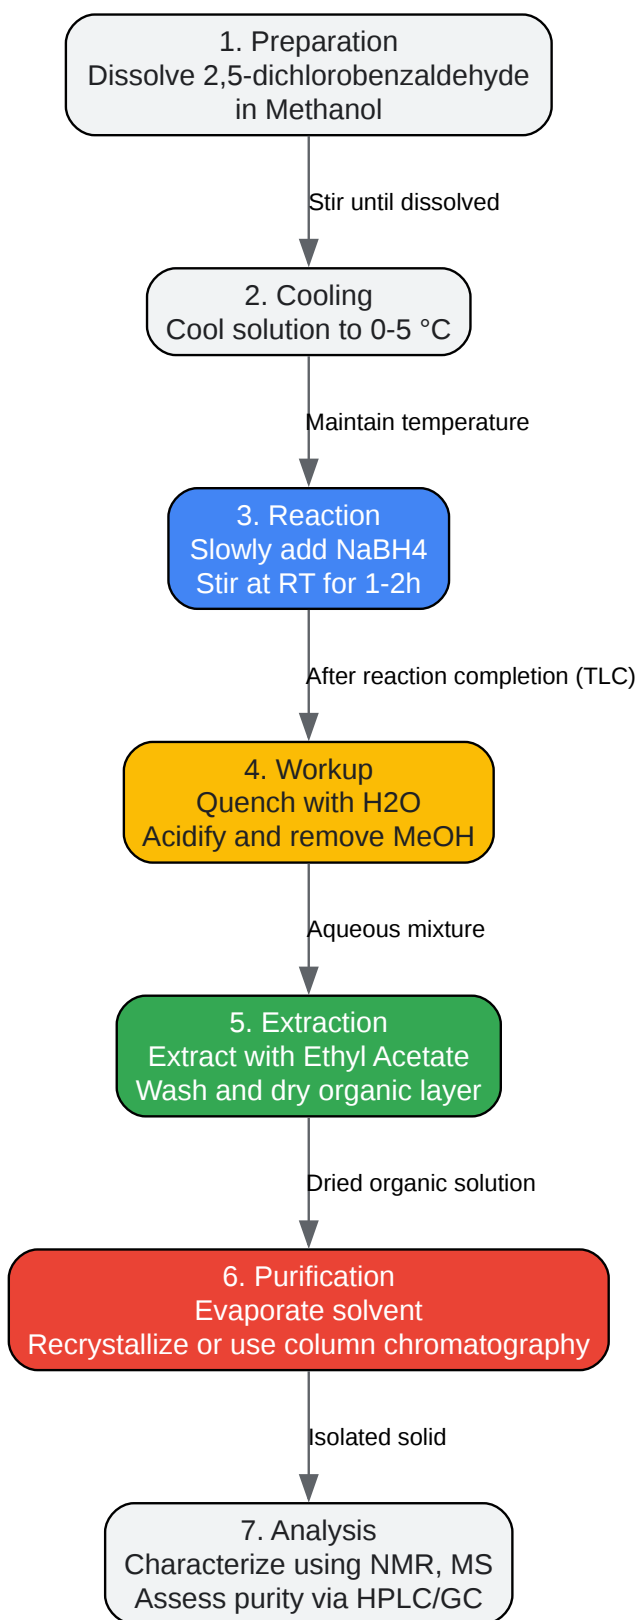 1. Preparation
Dissolve 2,5-dichlorobenzaldehyde
in Methanol
Stir until dissolved
2. Cooling
Cool solution to 0-5 °C
Maintain temperature
3. Reaction
Slowly add NaBH4
Stir at RT for 1-2h
After reaction completion (TLC)
4. Workup
Quench with H2O
Acidify and remove MeOH
Aqueous mixture
5. Extraction
Extract with Ethyl Acetate
Wash and dry organic layer
Dried organic solution
6. Purification
Evaporate solvent
Recrystallize or use column chromatography
Isolated solid
7. Analysis
Characterize using NMR, MS
Assess purity via HPLC/GC